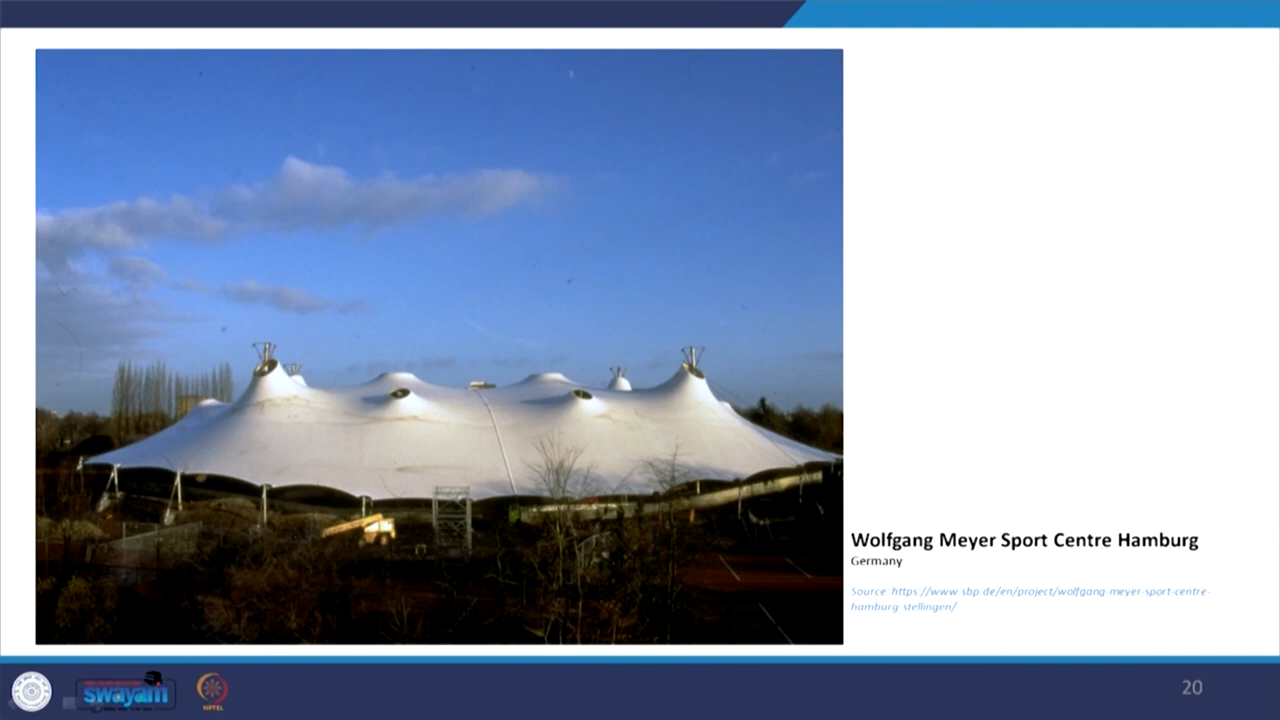 Wolfgang Meyer Sport Centre Hamburg
Germany
Source: https://www.sbp.de/en/project/wolfgang-meyer-sport-centre-
hamburg-stellingen/
swayam
NPTEL
20